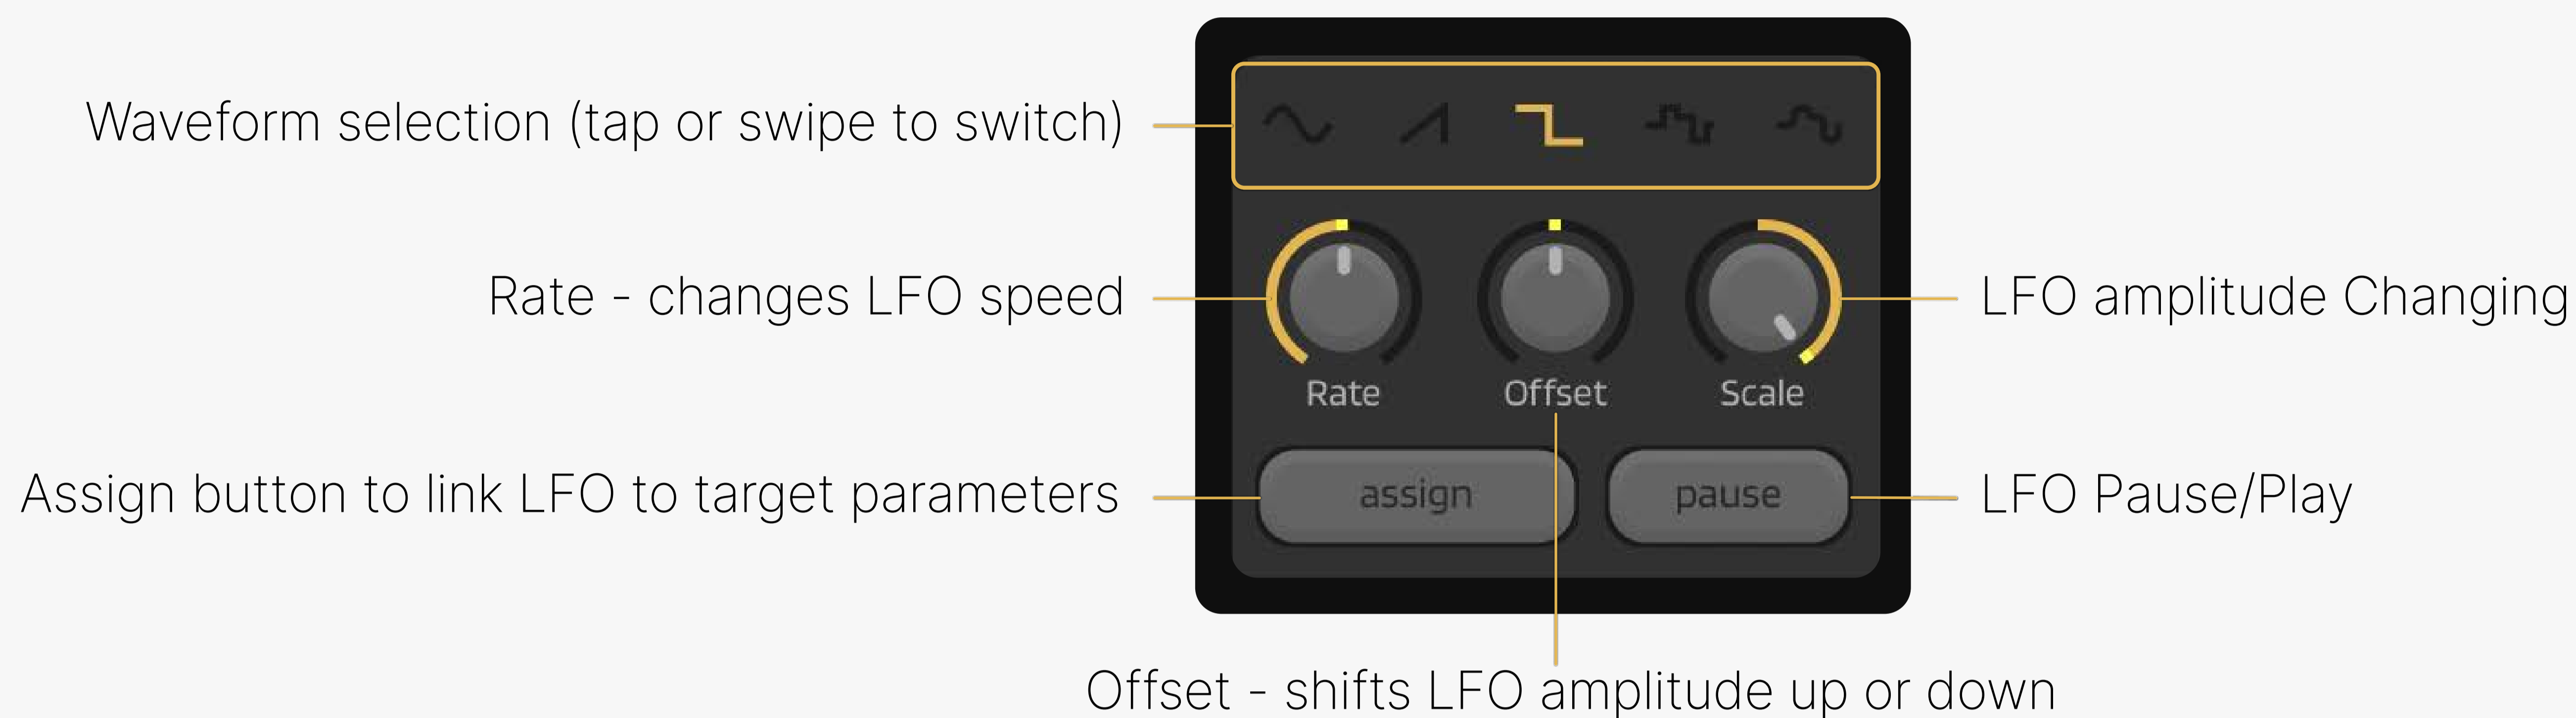 Waveform selection (tap or swipe to switch)
Rate - changes LFO speed
LFO amplitude Changing
Rate
Offset
Scale
Assign button to link LFO to target parameters
assign
pause
LFO Pause/Play
Offset - shifts LFO amplitude up or down